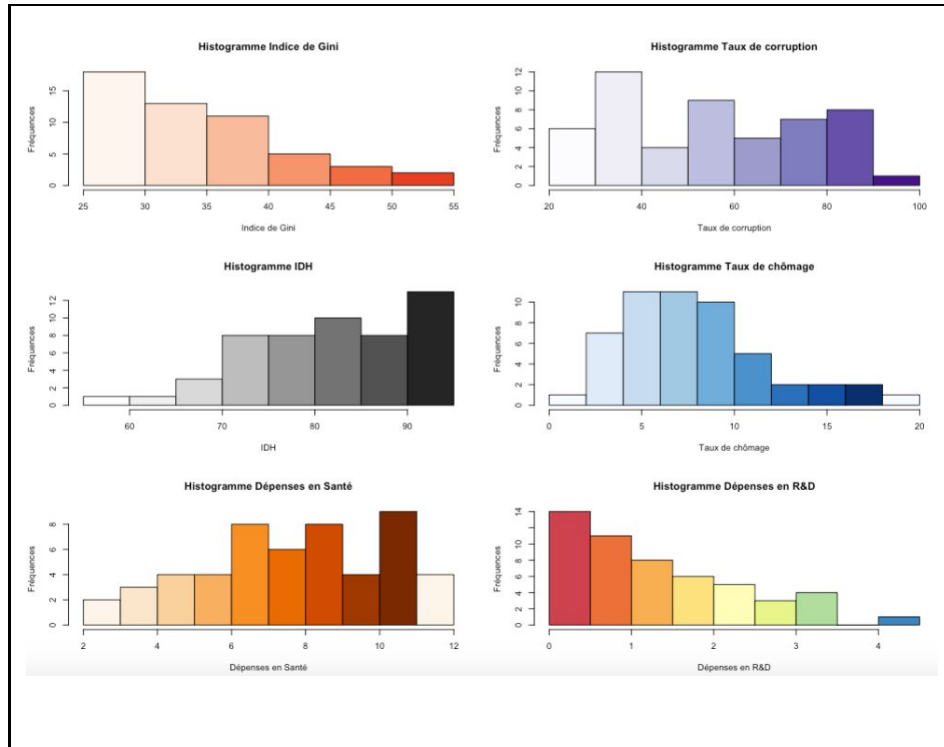 Histogramme Indice de Gini
Fréquences
0 5 10 15
25 30 35 40 45 50 55
Indice de Gini
Histogramme Taux de corruption
Fréquences
0 2 4 6 8 10 12
20 40 60 80 100
Taux de corruption
Histogramme IDH
Fréquences
0 2 4 6 8 10 12
60 70 80 90
IDH
Histogramme Taux de chômage
Fréquences
0 2 4 6 8 10
0 5 10 15 20
Taux de chômage
Histogramme Dépenses en Santé
Fréquences
0 2 4 6 8
2 4 6 8 10 12
Dépenses en Santé
Histogramme Dépenses en R&D
Fréquences
0 2 4 6 8 10 14
0 1 2 3 4
Dépenses en R&D